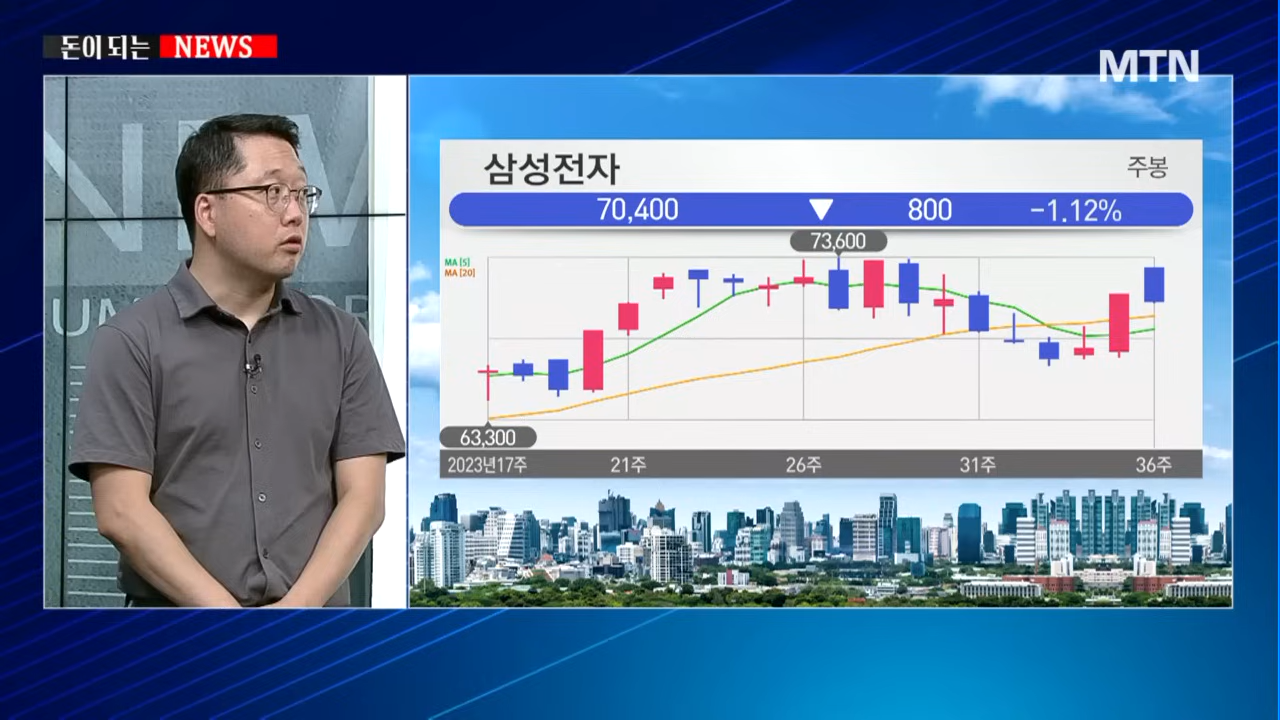 돈이 되는 NEWS
MTN
삼성전자
주봉
70,400 ▼ 800 -1.12%
73,600
MA [5]
MA [20]
63,300
2023년17주 21주 26주 31주 36주